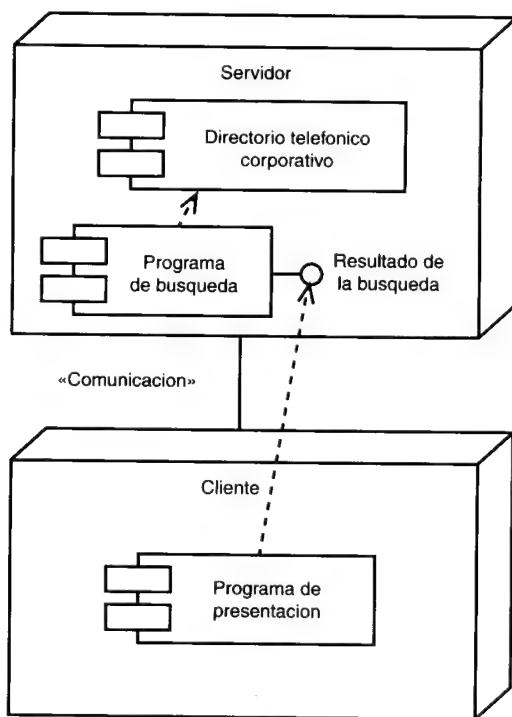 Servidor
Directorio telefonico
corporativo
Programa
de busqueda
Resultado de
la busqueda
«Comunicacion»
Cliente
Programa de
presentacion